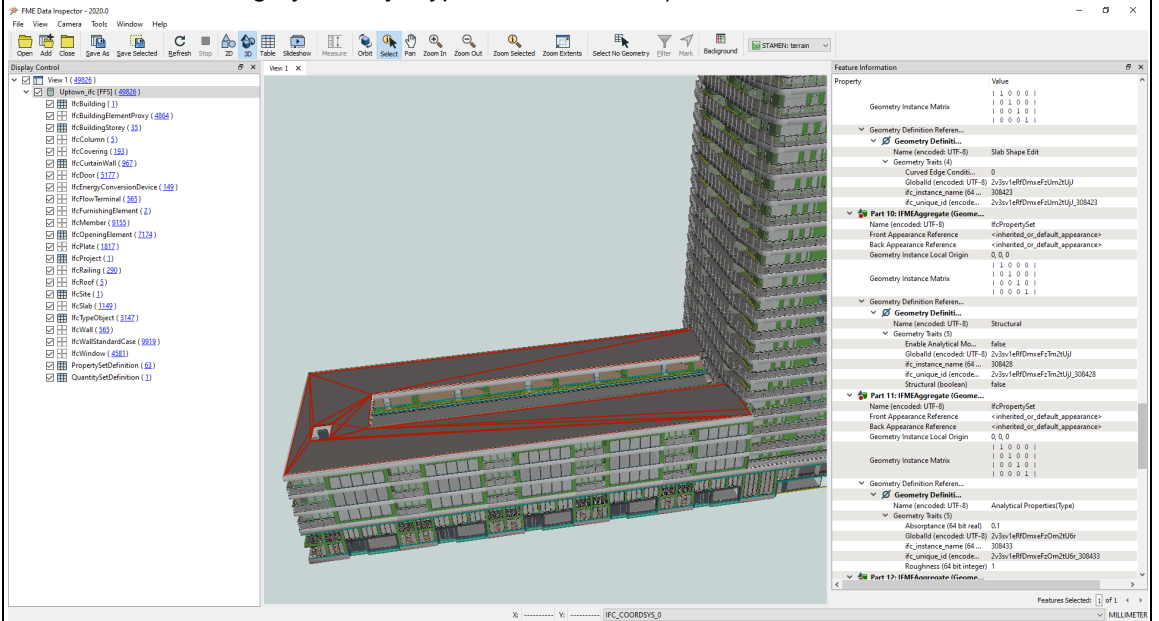 FME Data Inspector - 2020.0
File View Camera Tools Window Help
Open Add Close Save As Save Selected Refresh Stop 2D 3D Table Slideshow Measure Orbit Select Pan Zoom In Zoom Out Zoom Selected Zoom Extents Select No Geometry Filter Mark Background STAMEN: terrain
Display Control
View 1 (49826)
Uptown_ifc [FFS] (49826)
IfcBuilding (1)
IfcBuildingElementProxy (4864)
IfcBuildingStorey (35)
IfcColumn (5)
IfcCovering (193)
IfcCurtainWall (967)
IfcDoor (5177)
IfcEnergyConversionDevice (149)
IfcFlowTerminal (565)
IfcFurnishingElement (2)
IfcMember (9155)
IfcOpeningElement (7174)
IfcPlate (1817)
IfcProject (1)
IfcRailing (290)
IfcRoof (5)
IfcSite (1)
IfcSlab (1149)
IfcTypeObject (3147)
IfcWall (565)
IfcWallStandardCase (9919)
IfcWindow (4581)
PropertySetDefinition (63)
QuantitySetDefinition (1)
View 1 X
Feature Information
Property Value
| 1 0 0 0 |
| 0 1 0 0 |
Geometry Instance Matrix
| 0 0 1 0 |
| 0 0 0 1 |
Geometry Definition Referen...
Geometry Definiti...
Name (encoded: UTF-8) Slab Shape Edit
Geometry Traits (4)
Curved Edge Conditi... 0
GlobalId (encoded: UTF-8) 2v3sv1eRfDmxeFzUm2tUjJ
ifc_instance_name (64 ... 308423
ifc_unique_id (encode... 2v3sv1eRfDmxeFzUm2tUjJ_308423
Part 10: IFMEAggregate (Geome...
Name (encoded: UTF-8) IfcPropertySet
Front Appearance Reference <inherited_or_default_appearance>
Back Appearance Reference <inherited_or_default_appearance>
Geometry Instance Local Origin 0, 0, 0
| 1 0 0 0 |
| 0 1 0 0 |
Geometry Instance Matrix
| 0 0 1 0 |
| 0 0 0 1 |
Geometry Definition Referen...
Geometry Definiti...
Name (encoded: UTF-8) Structural
Geometry Traits (5)
Enable Analytical Mo... false
GlobalId (encoded: UTF-8) 2v3sv1eRfDmxeFzTm2tUjJ
ifc_instance_name (64 ... 308428
ifc_unique_id (encode... 2v3sv1eRfDmxeFzTm2tUjJ_308428
Structural (boolean) false
Part 11: IFMEAggregate (Geome...
Name (encoded: UTF-8) IfcPropertySet
Front Appearance Reference <inherited_or_default_appearance>
Back Appearance Reference <inherited_or_default_appearance>
Geometry Instance Local Origin 0, 0, 0
| 1 0 0 0 |
| 0 1 0 0 |
Geometry Instance Matrix
| 0 0 1 0 |
| 0 0 0 1 |
Geometry Definition Referen...
Geometry Definiti...
Name (encoded: UTF-8) Analytical Properties(Type)
Geometry Traits (5)
Absorptance (64 bit real) 0.1
GlobalId (encoded: UTF-8) 2v3sv1eRfDmxeFzOm2tU6r
ifc_instance_name (64 ... 308433
ifc_unique_id (encode... 2v3sv1eRfDmxeFzOm2tU6r_308433
Roughness (64 bit integer) 1
Part 12: IFMEAggregate (Geome...
Features Selected: 1 of 1
X: ---------- Y: ---------- IFC_COORDSYS_0 MILLIMETER